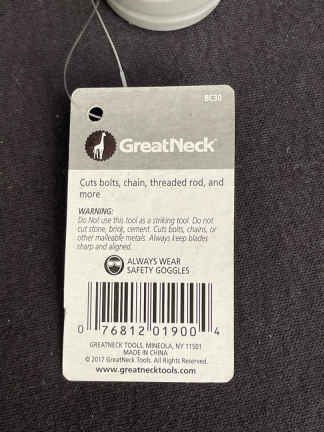 BC30
GreatNeck
Cuts bolts, chain, threaded rod, and
more
WARNING:
Do Not use this tool as a striking tool. Do not
cut stone, brick, cement. Cuts bolts, chains, or
other malleable metals. Always keep blades
sharp and aligned.
ALWAYS WEAR
SAFETY GOGGLES
0 76812 01900 4
GREATNECK TOOLS, MINEOLA, NY 11501
MADE IN CHINA
© 2017 GreatNeck Tools. All Rights Reserved.
www.greatnecktools.com